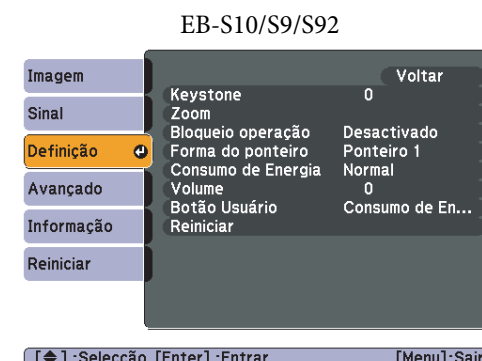 EB-S10/S9/S92
Imagem
Sinal
Definição
Avançado
Informação
Reiniciar
Voltar
Keystone 0
Zoom
Bloqueio operação Desactivado
Forma do ponteiro Ponteiro 1
Consumo de Energia Normal
Volume 0
Botão Usuário Consumo de En...
Reiniciar
[ ] :Selecção [Enter] :Entrar [Menu]:Sair